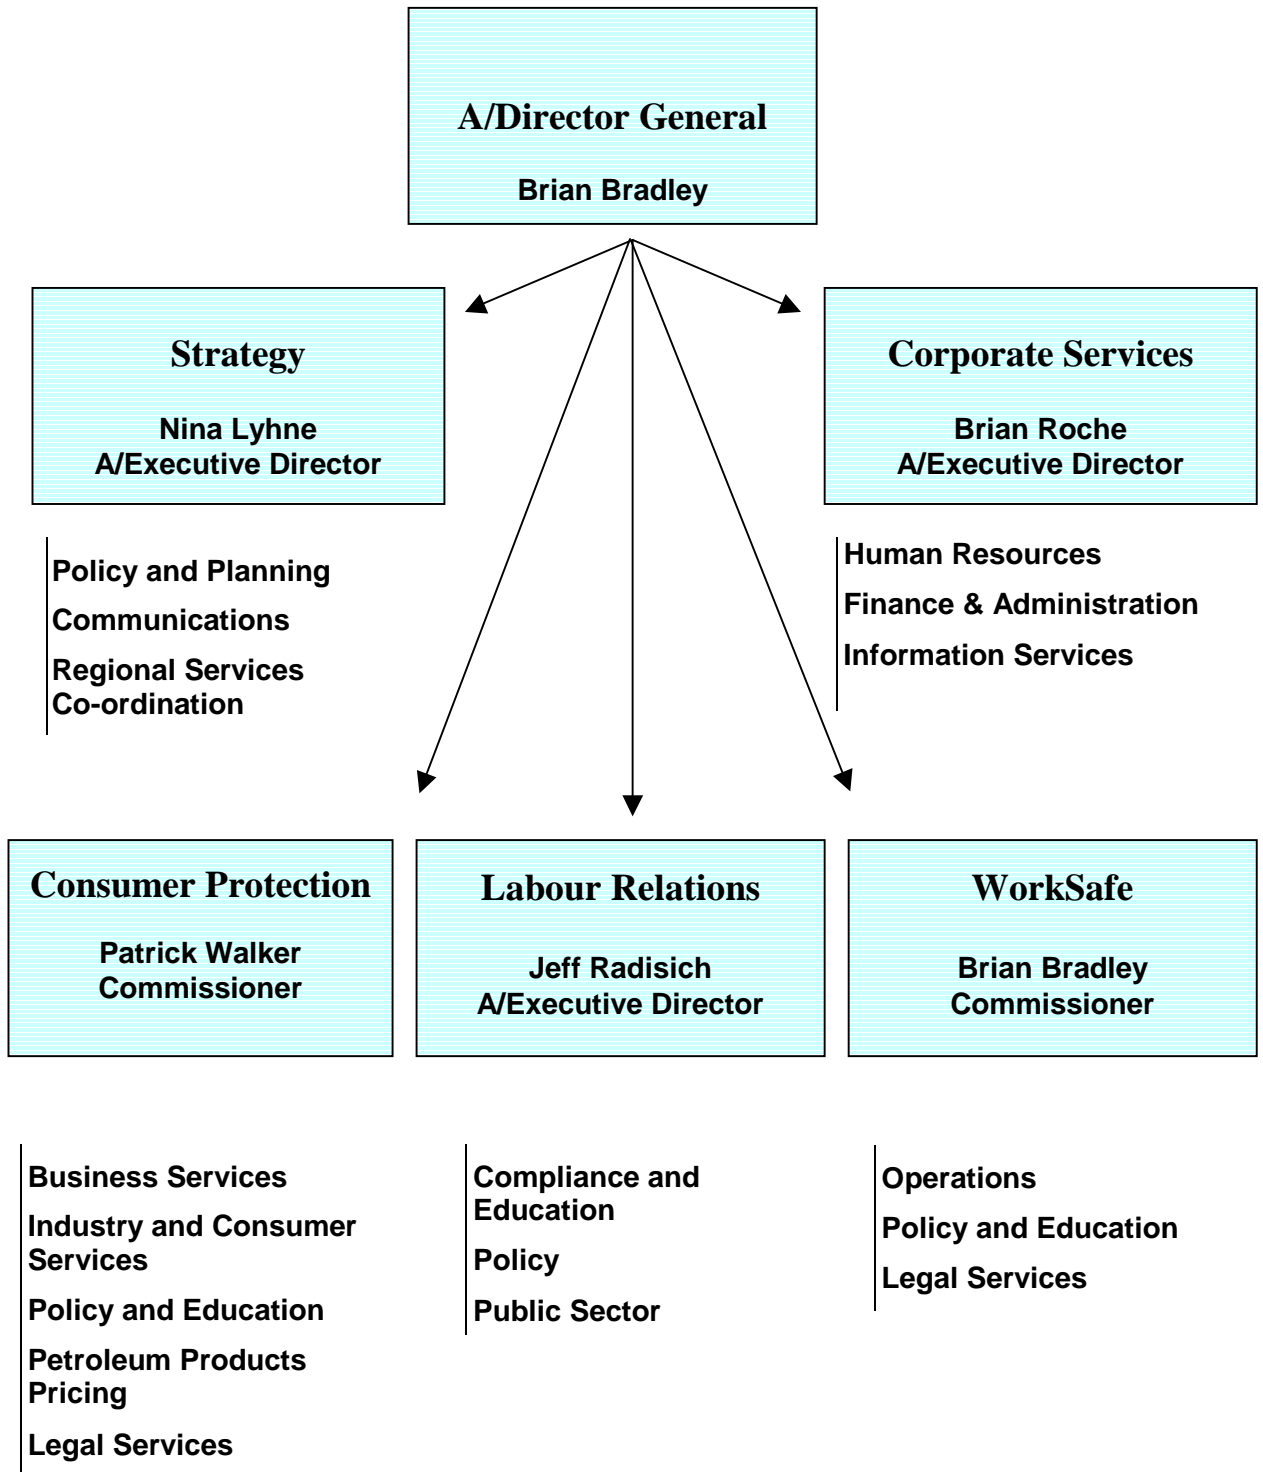 A/Director General
Brian Bradley
Strategy
Nina Lyhne
A/Executive Director
Corporate Services
Brian Roche
A/Executive Director
Policy and Planning
Communications
Regional Services
Co-ordination
Human Resources
Finance & Administration
Information Services
Consumer Protection
Patrick Walker
Commissioner
Labour Relations
Jeff Radisich
A/Executive Director
WorkSafe
Brian Bradley
Commissioner
Business Services
Industry and Consumer
Services
Policy and Education
Petroleum Products
Pricing
Legal Services
Compliance and
Education
Policy
Public Sector
Operations
Policy and Education
Legal Services